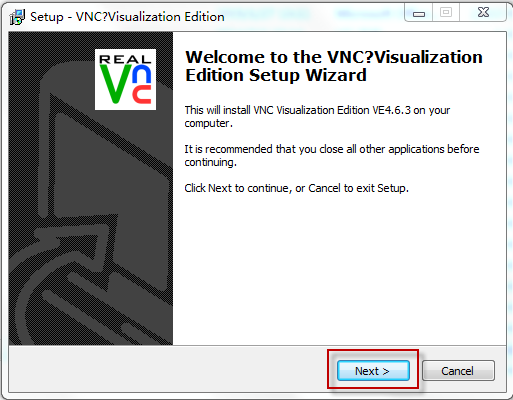 Setup - VNC?Visualization Edition
REAL
VNC
Welcome to the VNC?Visualization
Edition Setup Wizard
This will install VNC Visualization Edition VE4.6.3 on your
computer.
It is recommended that you close all other applications before
continuing.
Click Next to continue, or Cancel to exit Setup.
Next >
Cancel